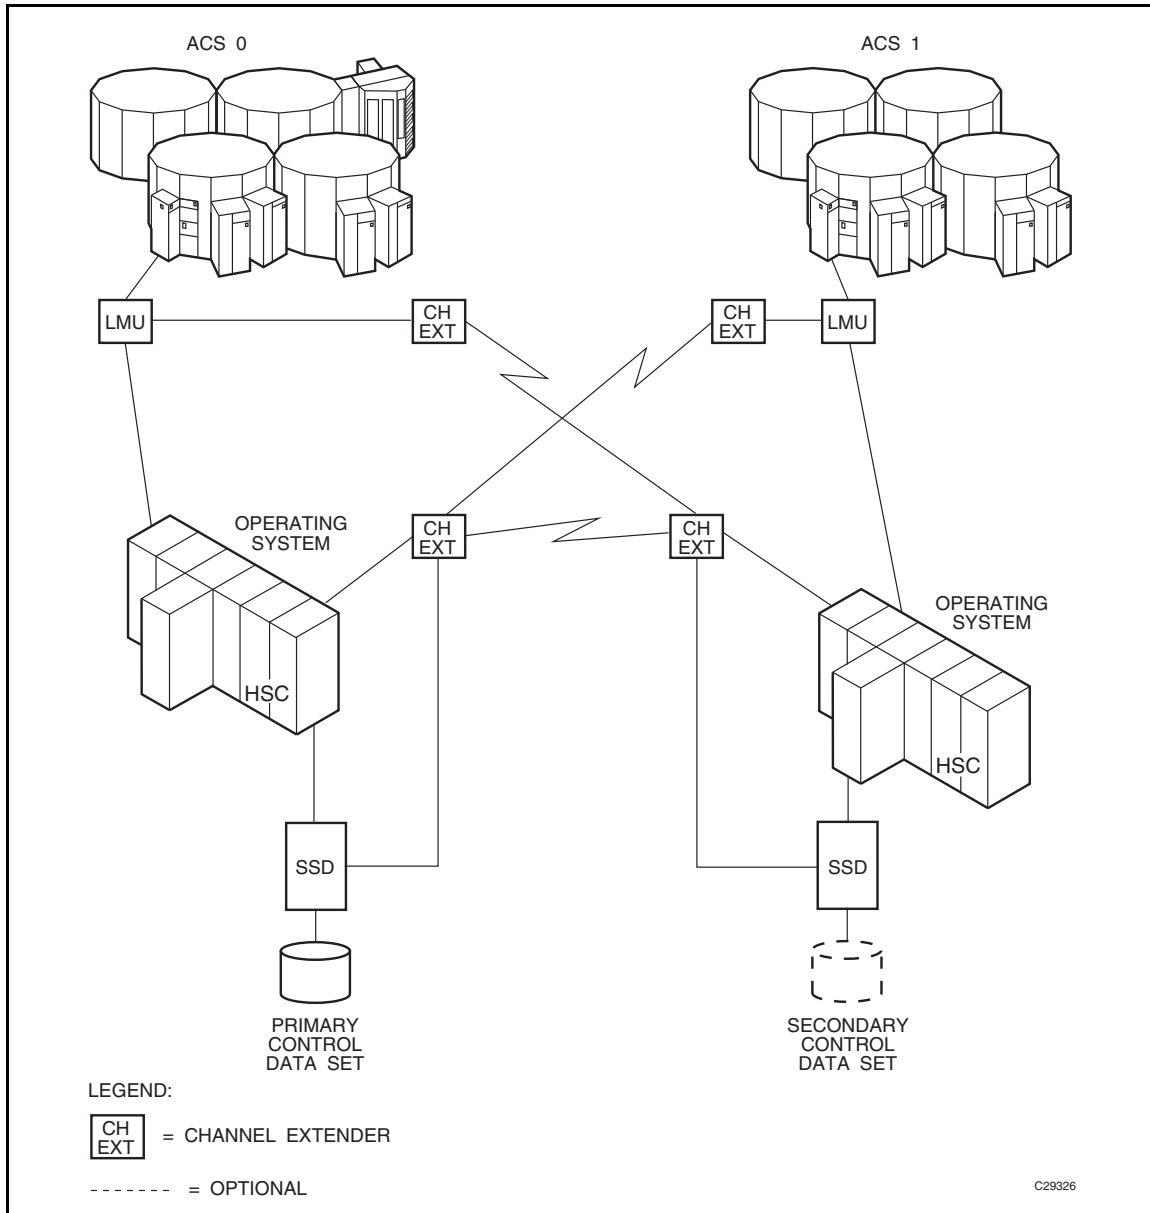 ACS 0
ACS 1
LMU
CH
EXT
CH
EXT
LMU
OPERATING
SYSTEM
CH
EXT
CH
EXT
OPERATING
SYSTEM
HSC
HSC
SSD
SSD
PRIMARY
CONTROL
DATA SET
SECONDARY
CONTROL
DATA SET
LEGEND:
CH
EXT
= CHANNEL EXTENDER
------- = OPTIONAL
C29326